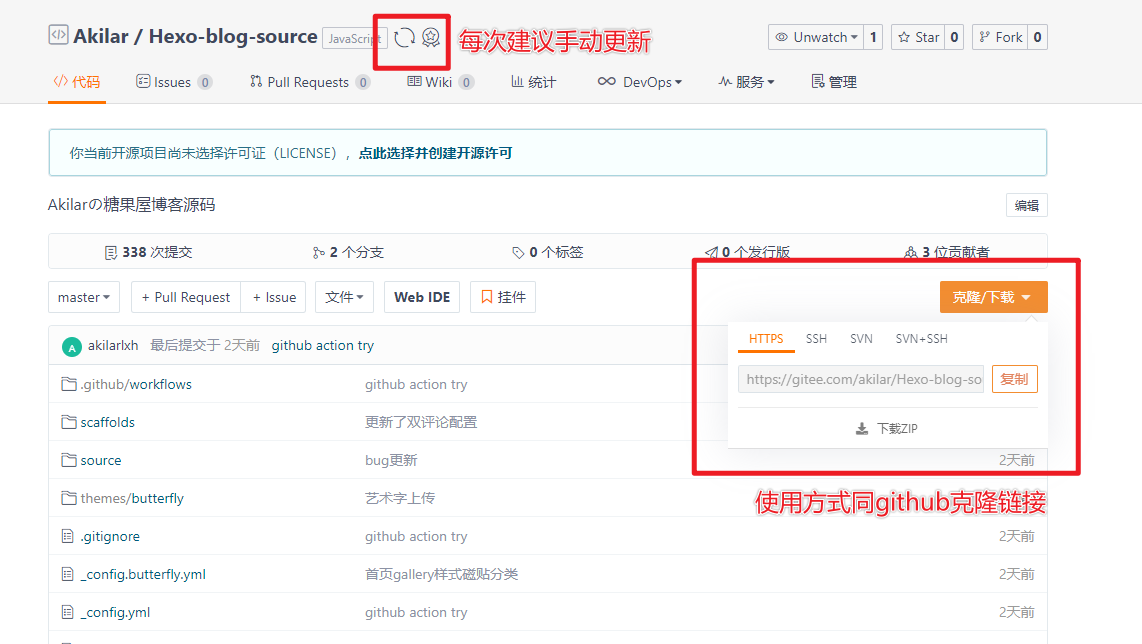 Akilar / Hexo-blog-source JavaScript 每次建议手动更新 Unwatch 1 Star 0 Fork 0
代码 Issues 0 Pull Requests 0 Wiki 0 统计 DevOps 服务 管理
你当前开源项目尚未选择许可证（LICENSE），点此选择并创建开源许可
Akilarの糖果屋博客源码 编辑
338 次提交 2 个分支 0 个标签 0 个发行版 3 位贡献者
master + Pull Request + Issue 文件 Web IDE 挂件 克隆/下载
HTTPS SSH SVN SVN+SSH
A akilarlxh 最后提交于 2天前 github action try
https://gitee.com/akilar/Hexo-blog-so 复制
.github/workflows github action try
scaffolds 更新了双评论配置
下载ZIP
source bug更新 2天前
themes/butterfly 艺术字上传
使用方式同github克隆链接
.gitignore github action try 2天前
_config.butterfly.yml 首页gallery样式磁贴分类 2天前
_config.yml github action try 2天前